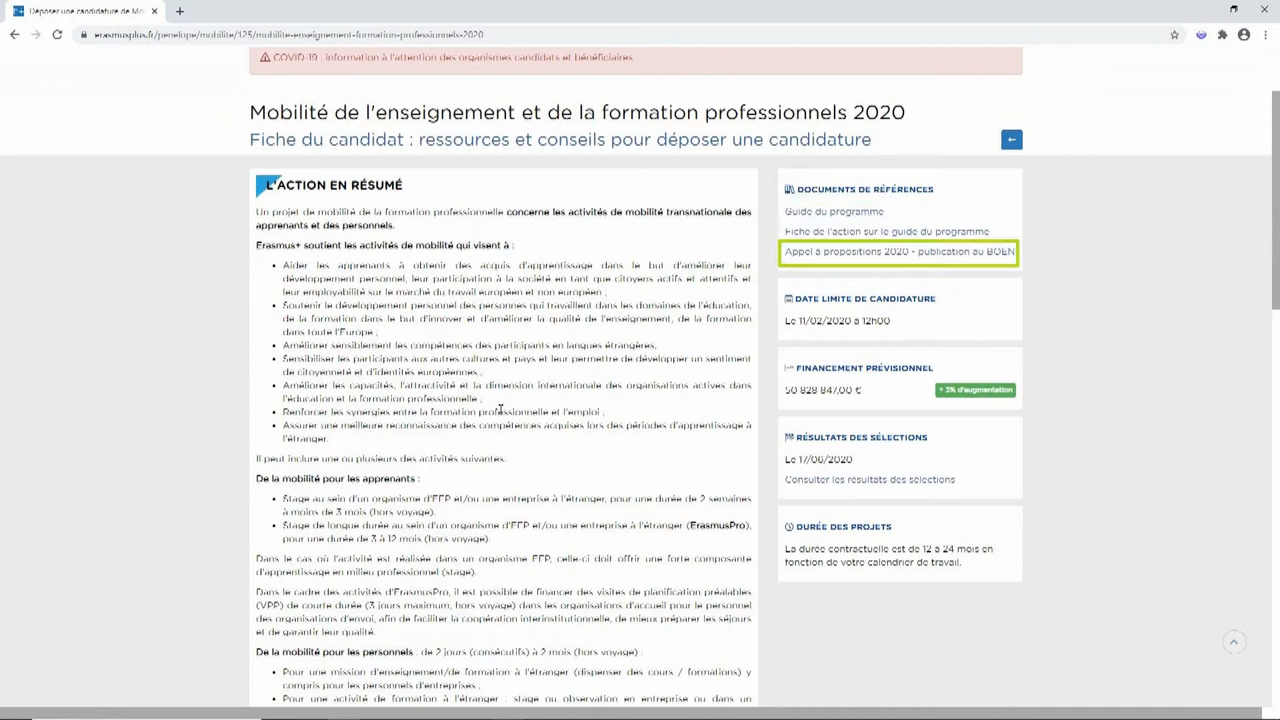 Déposer une candidature de Mo
erasmusplus.fr/penelope/mobilite/125/mobilite-enseignement-formation-professionnels-2020
COVID-19 : information à l'attention des organismes candidats et bénéficiaires
Mobilité de l'enseignement et de la formation professionnels 2020
Fiche du candidat : ressources et conseils pour déposer une candidature
L'ACTION EN RÉSUMÉ
Un projet de mobilité de la formation professionnelle concerne les activités de mobilité transnationale des
apprenants et des personnels.
Erasmus+ soutient les activités de mobilité qui visent à :
• Aider les apprenants à obtenir des acquis d'apprentissage dans le but d'améliorer leur
développement personnel, leur participation à la société en tant que citoyens actifs et attentifs et
leur employabilité sur le marché du travail européen et non européen ;
• Soutenir le développement personnel des personnes qui travaillent dans les domaines de l'éducation,
de la formation dans le but d'innover et d'améliorer la qualité de l'enseignement, de la formation
dans toute l'Europe ;
• Améliorer sensiblement les compétences des participants en langues étrangères;
• Sensibiliser les participants aux autres cultures et pays et leur permettre de développer un sentiment
de citoyenneté et d'identités européennes ;
• Améliorer les capacités, l'attractivité et la dimension internationale des organisations actives dans
l'éducation et la formation professionnelle ;
• Renforcer les synergies entre la formation professionnelle et l'emploi ;
• Assurer une meilleure reconnaissance des compétences acquises lors des périodes d'apprentissage à
l'étranger.
Il peut inclure une ou plusieurs des activités suivantes:
De la mobilité pour les apprenants :
• Stage au sein d'un organisme d'EFP et/ou une entreprise à l'étranger, pour une durée de 2 semaines
à moins de 3 mois (hors voyage).
• Stage de longue durée au sein d'un organisme d'EFP et/ou une entreprise à l'étranger (ErasmusPro),
pour une durée de 3 à 12 mois (hors voyage).
Dans le cas où l'activité est réalisée dans un organisme EFP, celle-ci doit offrir une forte composante
d'apprentissage en milieu professionnel (stage).
Dans le cadre des activités d'ErasmusPro, il est possible de financer des visites de planification préalables
(VPP) de courte durée (3 jours maximum, hors voyage) dans les organisations d'accueil pour le personnel
des organisations d'envoi, afin de faciliter la coopération interinstitutionnelle, de mieux préparer les séjours
et de garantir leur qualité.
De la mobilité pour les personnels : de 2 jours (consécutifs) à 2 mois (hors voyage) :
• Pour une mission d'enseignement/de formation à l'étranger (dispenser des cours / formations) y
compris pour les personnels d'entreprises ;
• Pour une activité de formation à l'étranger : stage ou observation en entreprise ou dans un
DOCUMENTS DE RÉFÉRENCES
Guide du programme
Fiche de l'action sur le guide du programme
Appel à propositions 2020 - publication au BOEN
DATE LIMITE DE CANDIDATURE
Le 11/02/2020 à 12h00
FINANCEMENT PRÉVISIONNEL
50 828 847,00 €
+ 3% d'augmentation
RÉSULTATS DES SÉLECTIONS
Le 17/06/2020
Consulter les résultats des sélections
DURÉE DES PROJETS
La durée contractuelle est de 12 à 24 mois en
fonction de votre calendrier de travail.